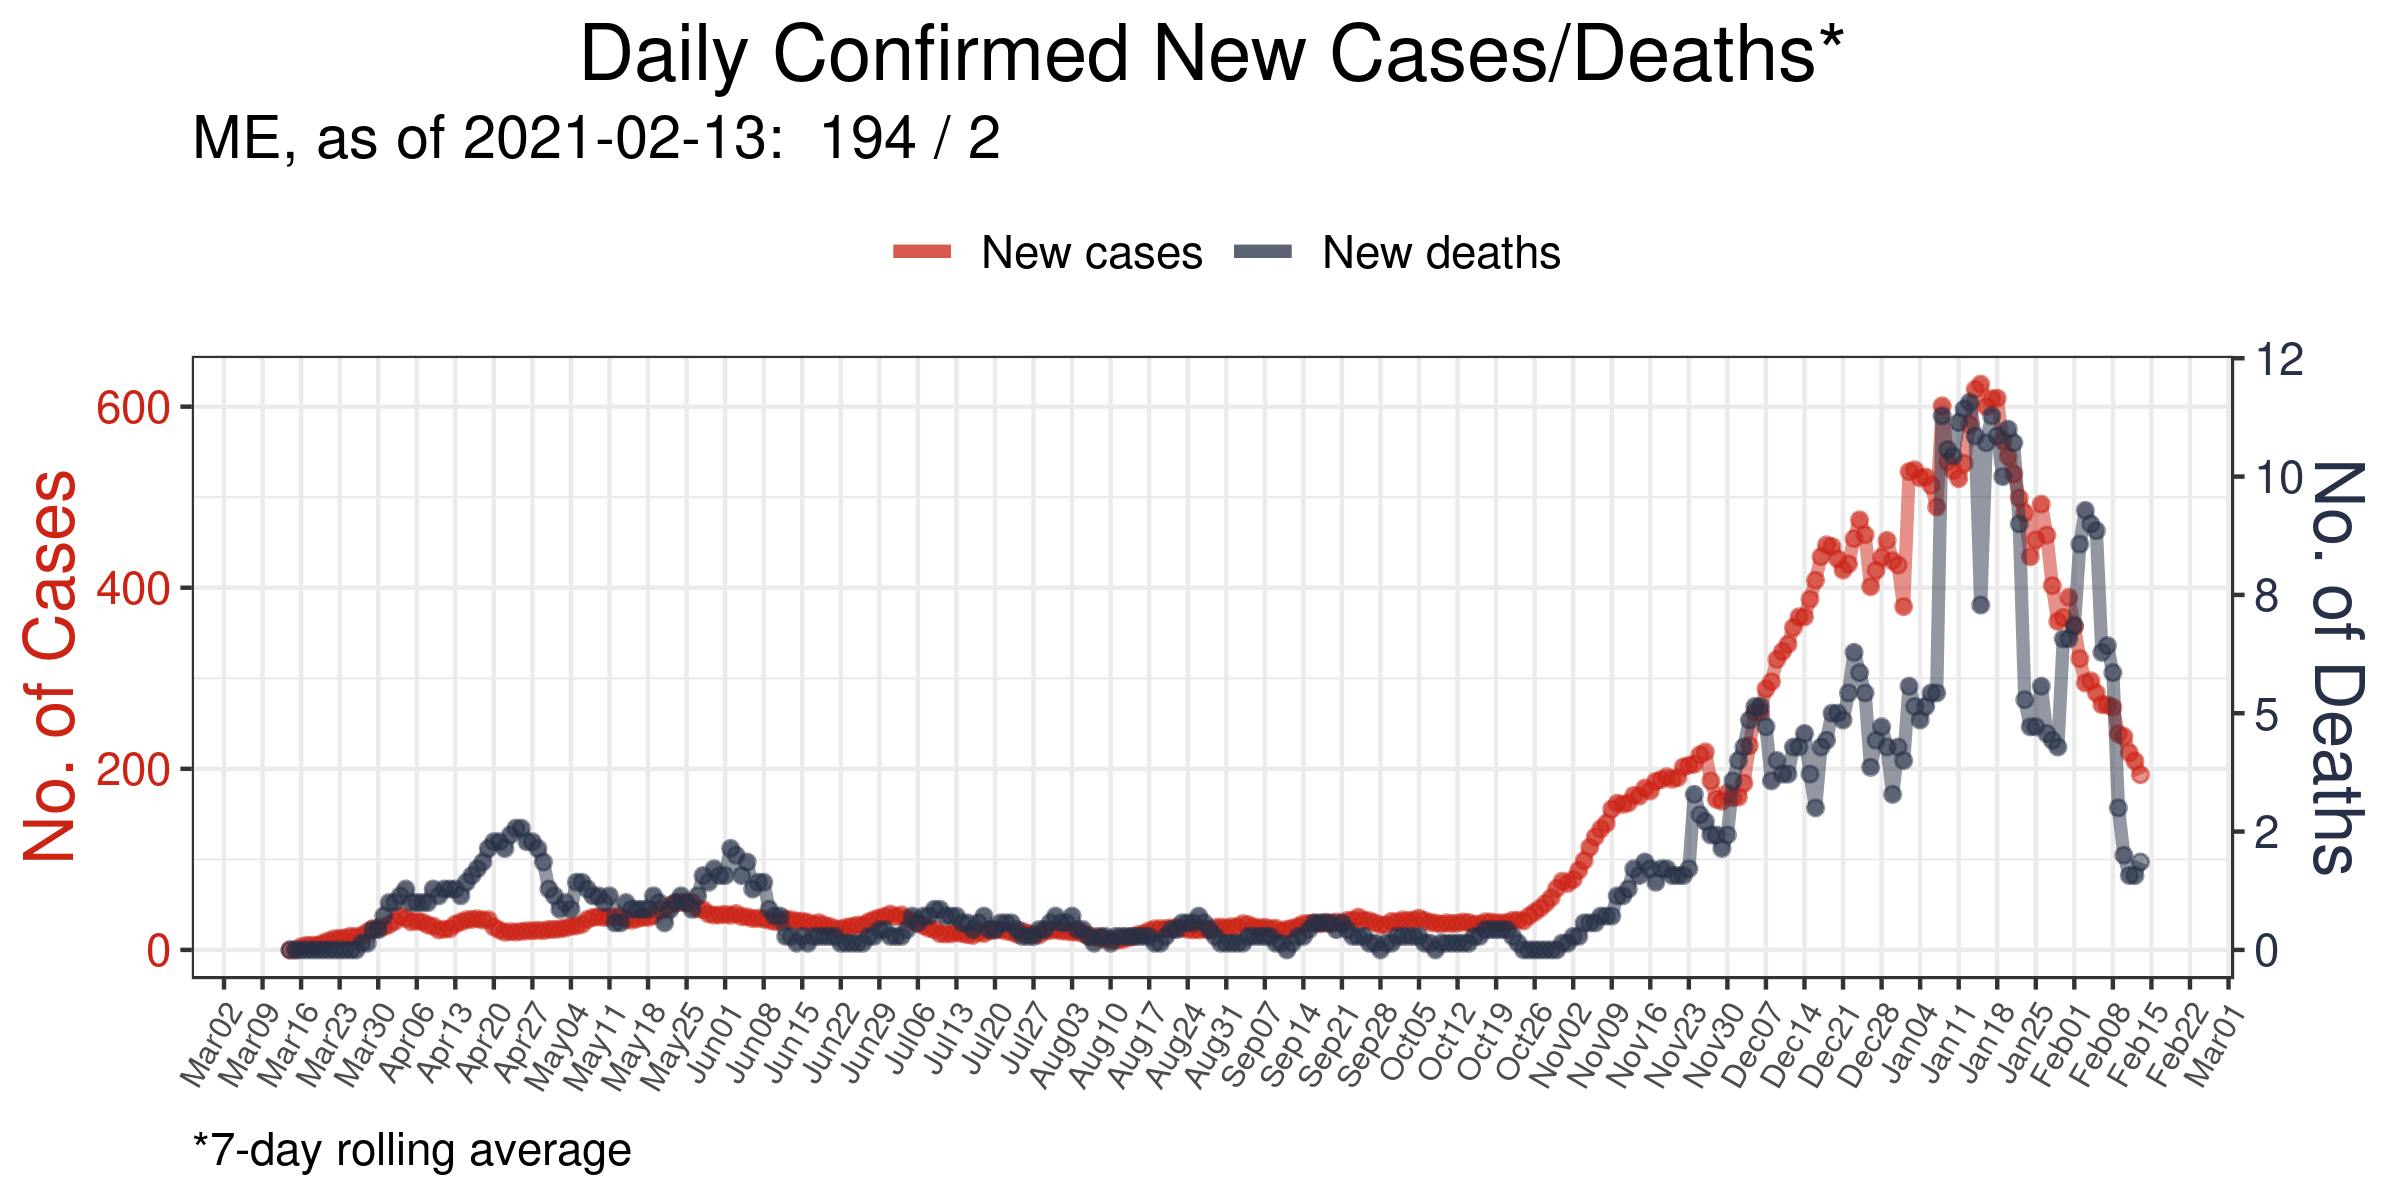 Daily Confirmed New Cases/Deaths*
ME, as of 2021-02-13:  194 / 2
New cases
New deaths
No. of Cases
600
400
200
0
12
10
8
5
2
0
No. of Deaths
Mar02
Mar09
Mar16
Mar23
Mar30
Apr06
Apr13
Apr20
Apr27
May04
May11
May18
May25
Jun01
Jun08
Jun15
Jun22
Jun29
Jul06
Jul13
Jul20
Jul27
Aug03
Aug10
Aug17
Aug24
Aug31
Sep07
Sep14
Sep21
Sep28
Oct05
Oct12
Oct19
Oct26
Nov02
Nov09
Nov16
Nov23
Nov30
Dec07
Dec14
Dec21
Dec28
Jan04
Jan11
Jan18
Jan25
Feb01
Feb08
Feb15
Feb22
Mar01
*7-day rolling average